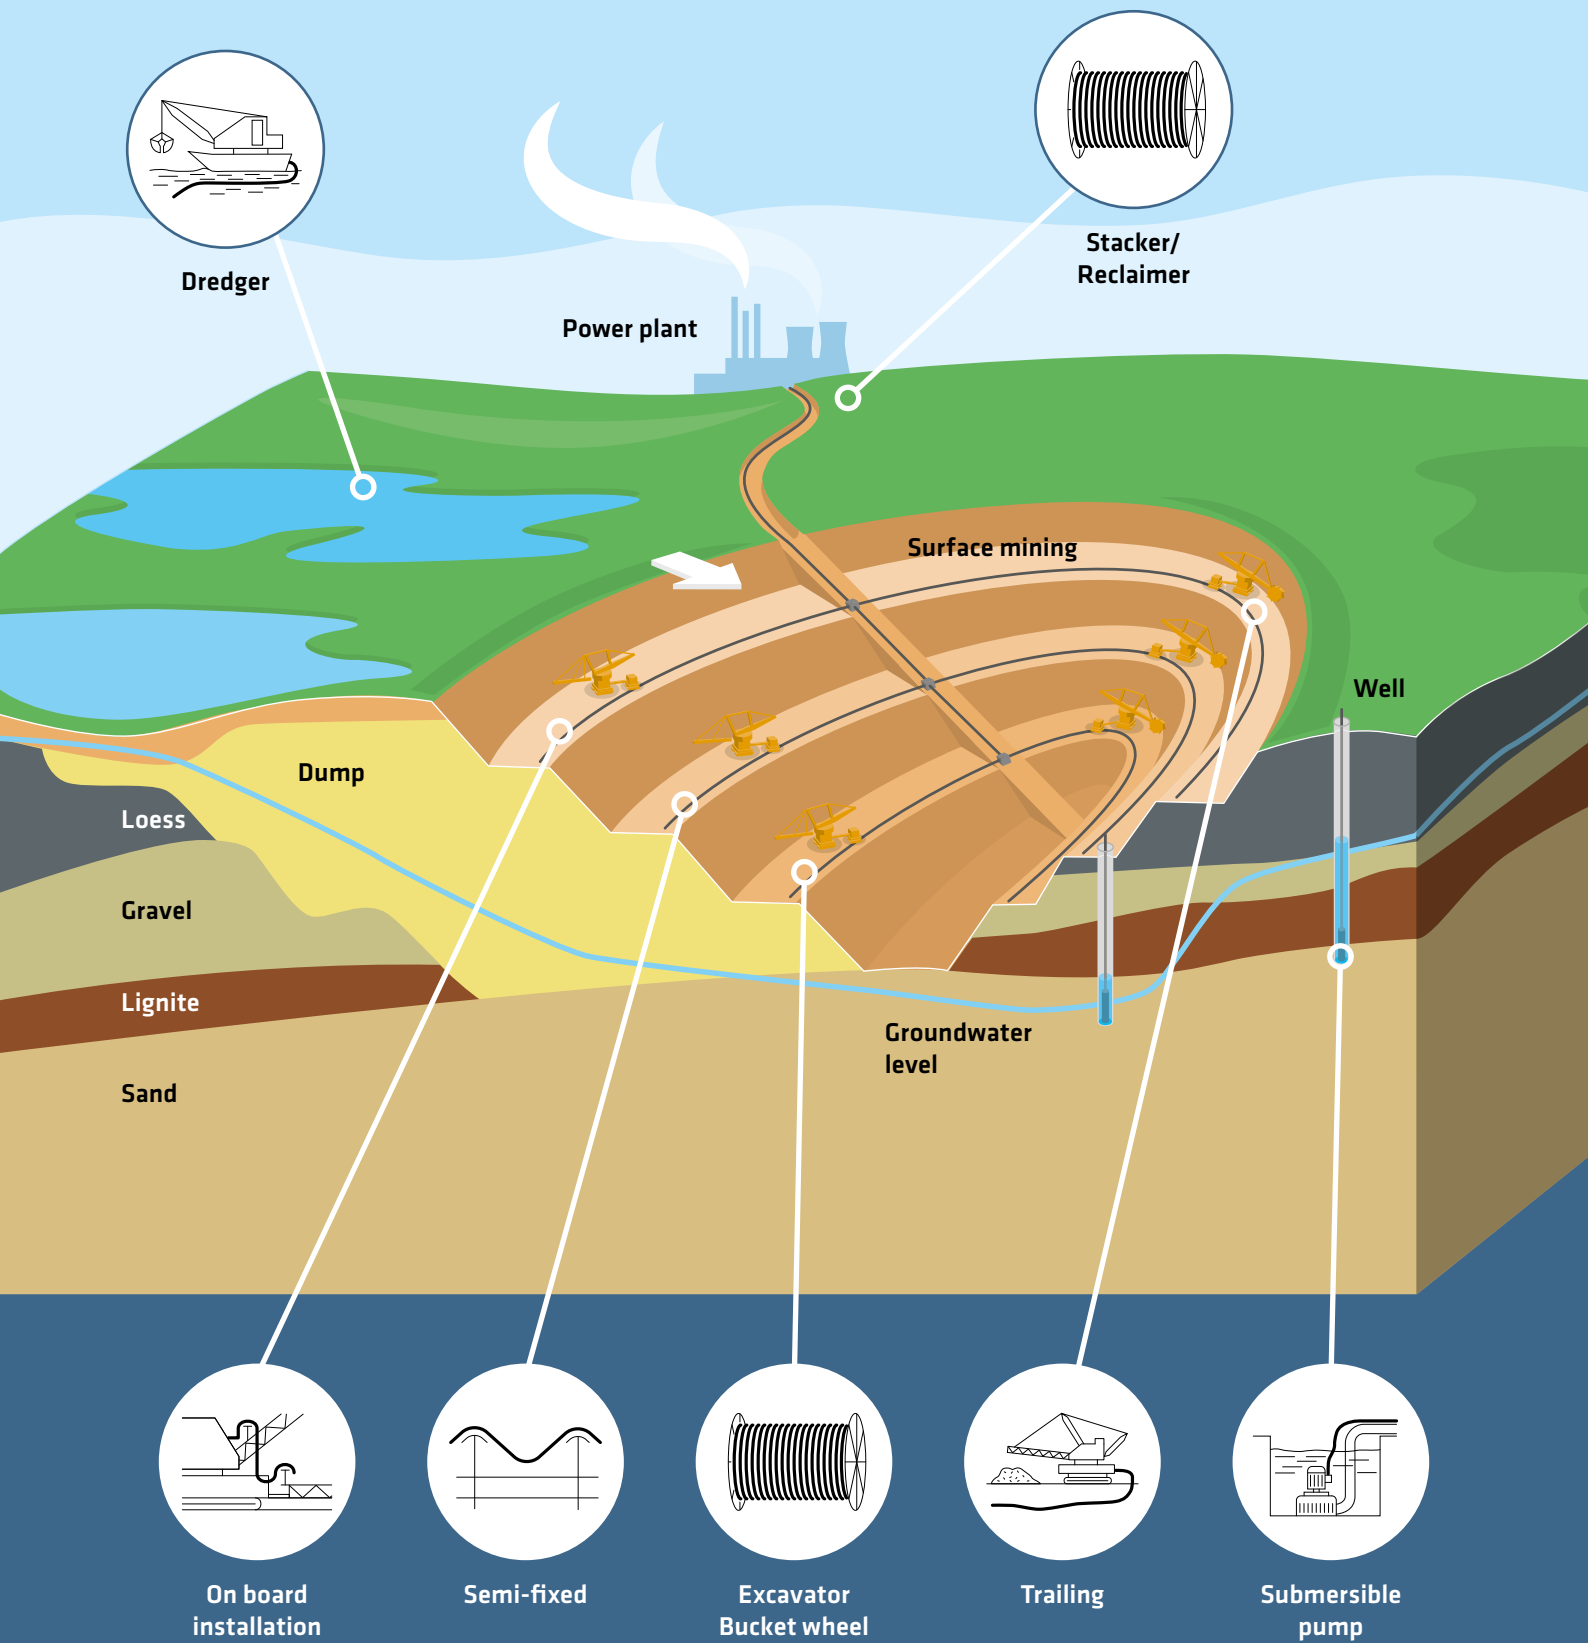 Stacker/
Reclaimer
Dredger
Power plant
Surface mining
Well
Dump
Loess
Gravel
Lignite
Groundwater
level
Sand
On board
installation
Semi-fixed
Excavator
Bucket wheel
Trailing
Submersible
pump